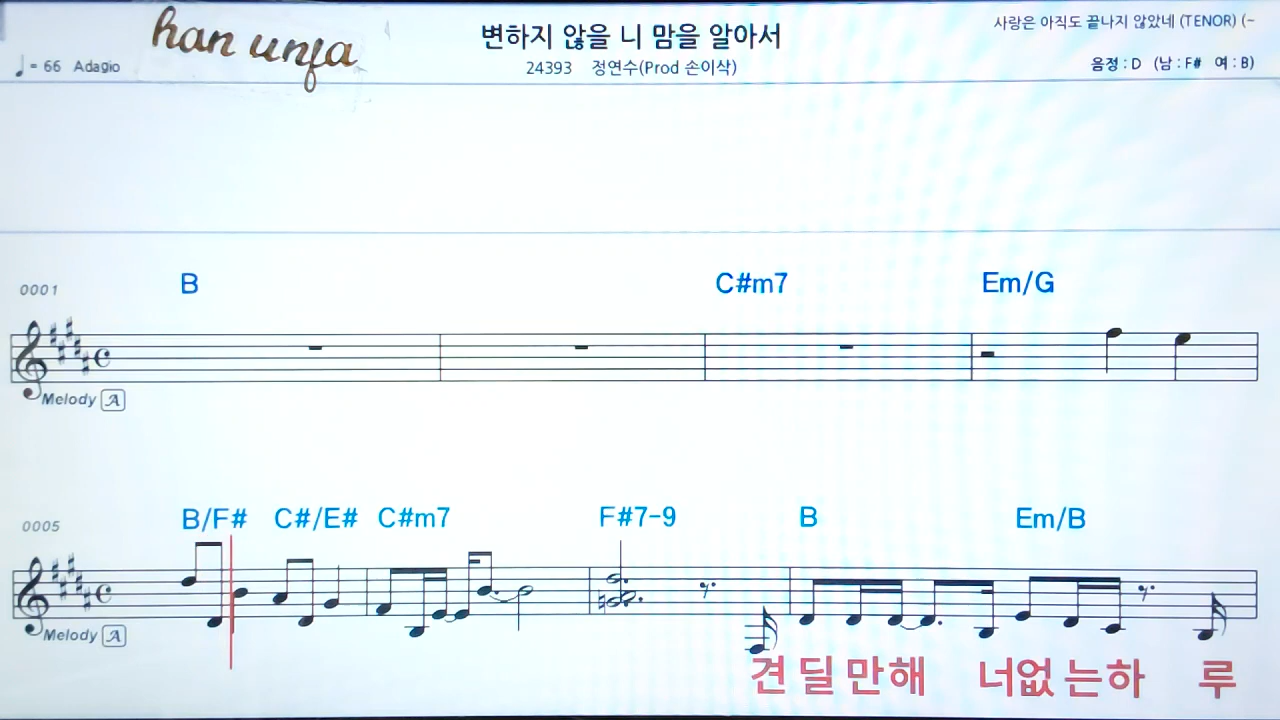 han unfa
변하지 않을 니 맘을 알아서
사랑은 아직도 끝나지 않았네 (TENOR) (-
♩= 66 Adagio
24393 정연수(Prod 손이삭)
음정 : D (남 : F# 여 : B)
B C#m7 Em/G
0001
Melody A
B/F# C#/E# C#m7 F#7-9 B Em/B
0005
Melody A
견 딜 만 해 너 없 는 하 루